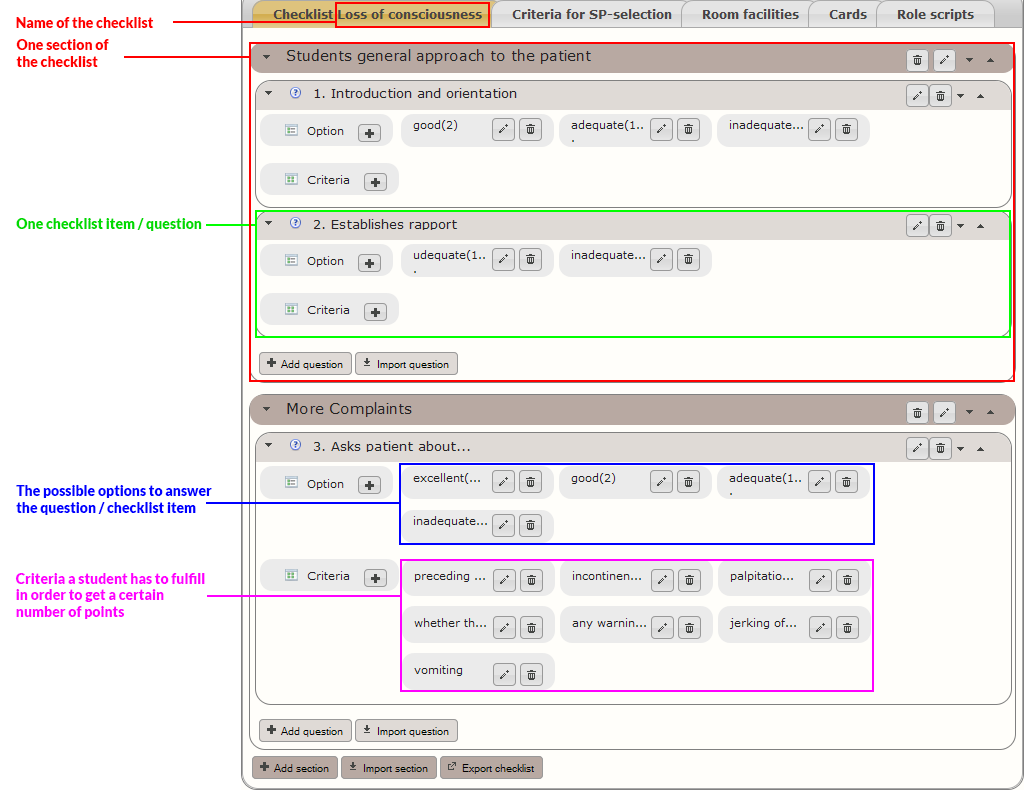 Name of the checklist
Checklist Loss of consciousness
Criteria for SP-selection
Room facilities
Cards
Role scripts
One section of
the checklist
Students general approach to the patient
1. Introduction and orientation
Option
good(2)
adequate(1...
inadequate...
Criteria
One checklist item / question
2. Establishes rapport
Option
udequate(1...
inadequate...
Criteria
Add question
Import question
More Complaints
3. Asks patient about...
The possible options to answer
the question / checklist item
Option
excellent(...
good(2)
adequate(1...
inadequate...
Criteria a student has to fulfill
in order to get a certain
number of points
Criteria
preceding ...
incontinen...
palpitatio...
whether th...
any warnin...
jerking of...
vomiting
Add question
Import question
Add section
Import section
Export checklist